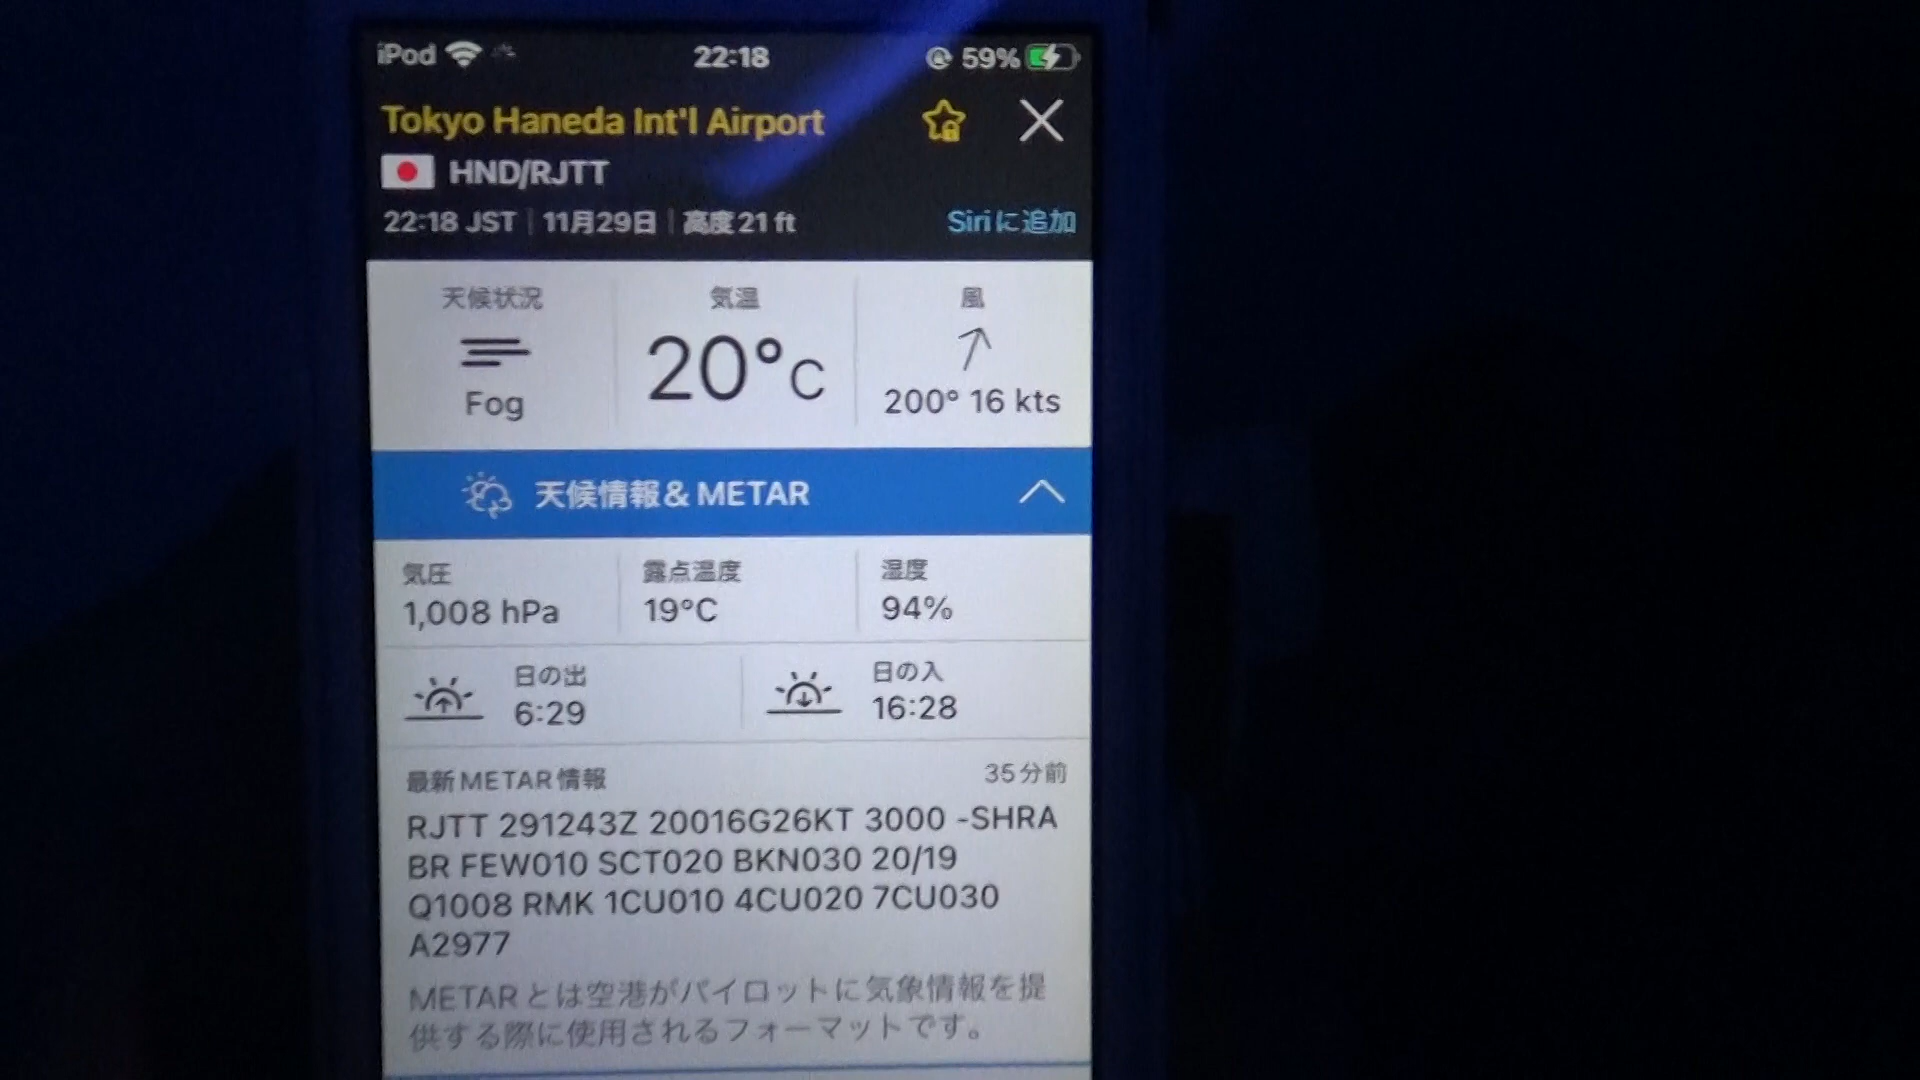 iPod 22:18 59%
Tokyo Haneda Int'l Airport
HND/RJTT
22:18 JST | 11月29日 | 高度21 ft Siriに追加
天候状況 気温 風
20°C
Fog 200° 16 kts
天候情報& METAR
気圧 露点温度 湿度
1,008 hPa 19°C 94%
日の出 日の入
6:29 16:28
最新METAR情報 35分前
RJTT 291243Z 20016G26KT 3000 -SHRA
BR FEW010 SCT020 BKN030 20/19
Q1008 RMK 1CU010 4CU020 7CU030
A2977
METARとは空港がパイロットに気象情報を提
供する際に使用されるフォーマットです。